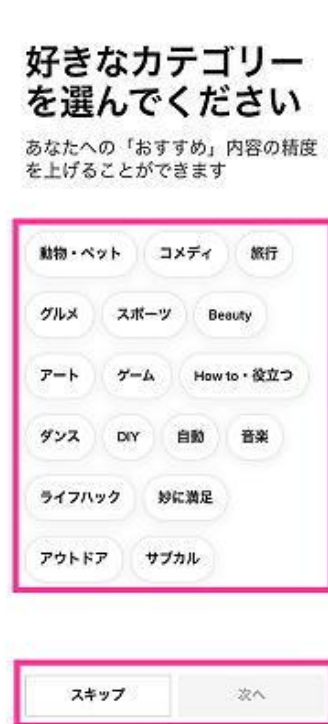 好きなカテゴリー
を選んでください
あなたへの「おすすめ」内容の精度
を上げることができます
動物・ペット コメディ 旅行
グルメ スポーツ Beauty
アート ゲーム How to・役立つ
ダンス DIY 自動 音楽
ライフハック 妙に満足
アウトドア サブカル
スキップ 次へ